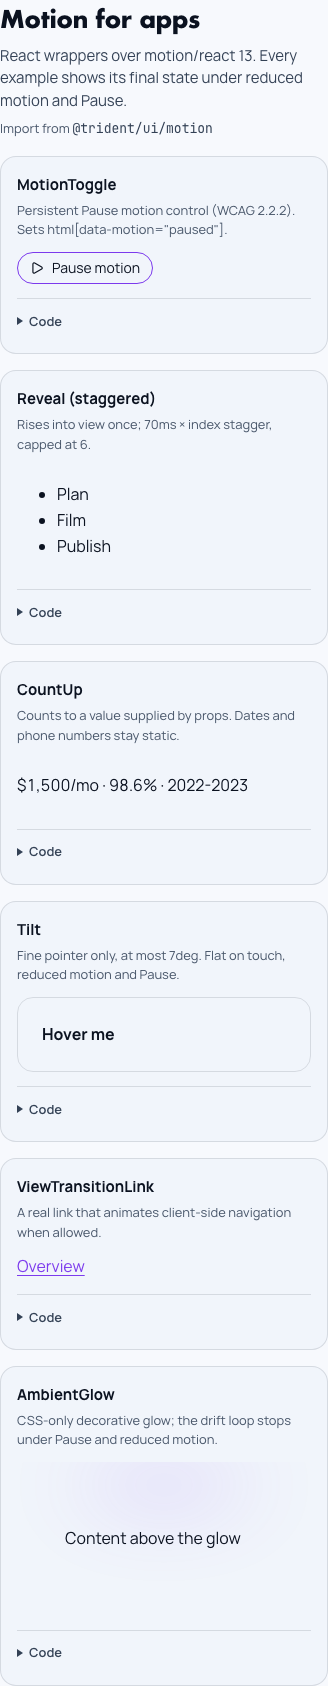 Motion for apps
React wrappers over motion/react 13. Every
example shows its final state under reduced
motion and Pause.
Import from @trident/ui/motion
MotionToggle
Persistent Pause motion control (WCAG 2.2.2).
Sets html[data-motion="paused"].
Pause motion
Code
Reveal (staggered)
Rises into view once; 70ms × index stagger,
capped at 6.
Plan
Film
Publish
Code
CountUp
Counts to a value supplied by props. Dates and
phone numbers stay static.
$1,500/mo · 98.6% · 2022-2023
Code
Tilt
Fine pointer only, at most 7deg. Flat on touch,
reduced motion and Pause.
Hover me
Code
ViewTransitionLink
A real link that animates client-side navigation
when allowed.
Overview
Code
AmbientGlow
CSS-only decorative glow; the drift loop stops
under Pause and reduced motion.
Content above the glow
Code